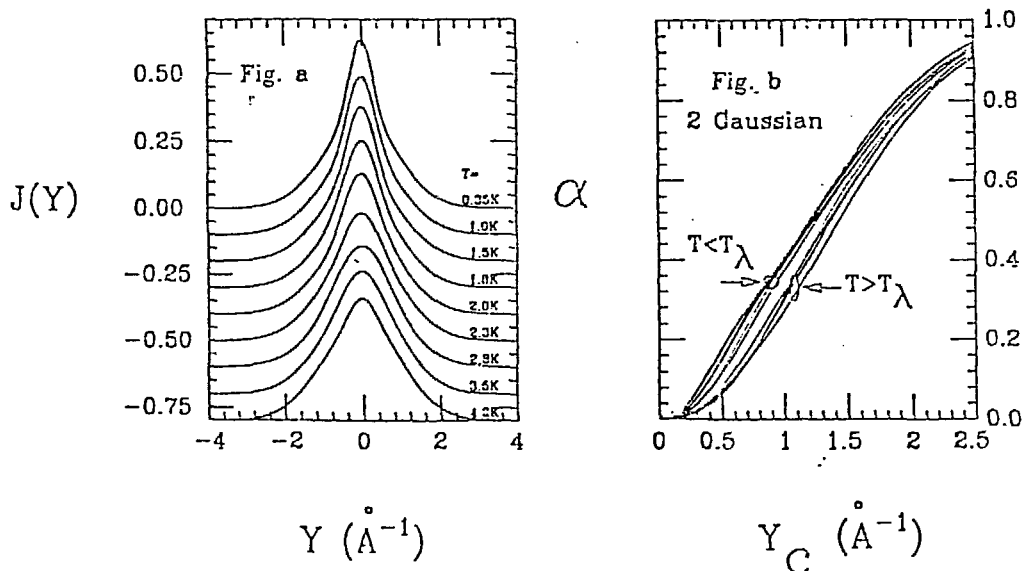 Fig. a
J(Y)
0.50
0.25
0.00
−0.25
−0.50
−0.75
T=
0.35K
1.0K
1.5K
1.8K
2.0K
2.3K
2.8K
3.5K
−4
−2
0
2
4
Y (Å⁻¹)
Fig. b
2 Gaussian
α
T<Tλ
T>Tλ
1.0
0.8
0.6
0.4
0.2
0.0
0
0.5
1
1.5
2
2.5
Y_C (Å⁻¹)